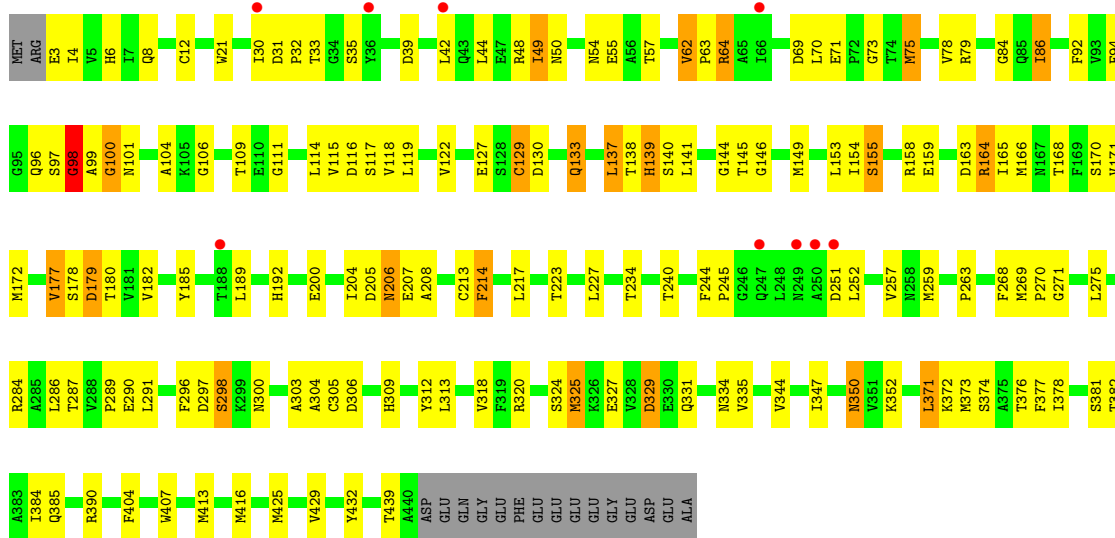 MET ARG E3 I4 V5 H6 I7 Q8 C12 W21 I30 D31 P32 T33 G34 S35 Y36 D39 L42 Q43 L44 E47 R48 I49 N50 N54 E55 A56 T57 V62 P63 R64 A65 I66 D69 L70 E71 P72 G73 T74 M75 V78 R79 G84 Q85 I86 F92 V93
G95 Q96 S97 G98 A99 G100 N101 A104 K105 G106 T109 E110 G111 L114 V115 D116 S117 V118 L119 V122 E127 S128 C129 D130 Q133 L137 T138 H139 S140 L141 G144 T145 G146 M149 L153 I154 S155 R158 E159 D163 R164 I165 M166 N167 T168 F169 S170 V171
M172 V177 S178 D179 T180 V181 V182 Y185 T188 L189 H192 E200 I204 D205 N206 E207 A208 C213 F214 L217 T223 L227 T234 T240 F244 P245 G246 Q247 L248 N249 A250 D251 L252 V257 N258 M259 P263 F268 M269 P270 G271 L275
R284 A285 L286 T287 V288 P289 E290 L291 F296 D297 S298 K299 N300 A303 A304 C305 D306 H309 Y312 L313 V318 F319 R320 S324 M325 K326 E327 V328 D329 E330 Q331 N334 V335 V344 I347 N350 V351 K352 L371 K372 M373 S374 A375 T376 F377 I378 S381 T382
A383 I384 Q385 R390 F404 W407 M413 M416 M425 V429 Y432 T439 A440 ASP GLU GLN GLY GLU PHE GLU GLU GLU GLU GLY GLU ASP GLU ALA